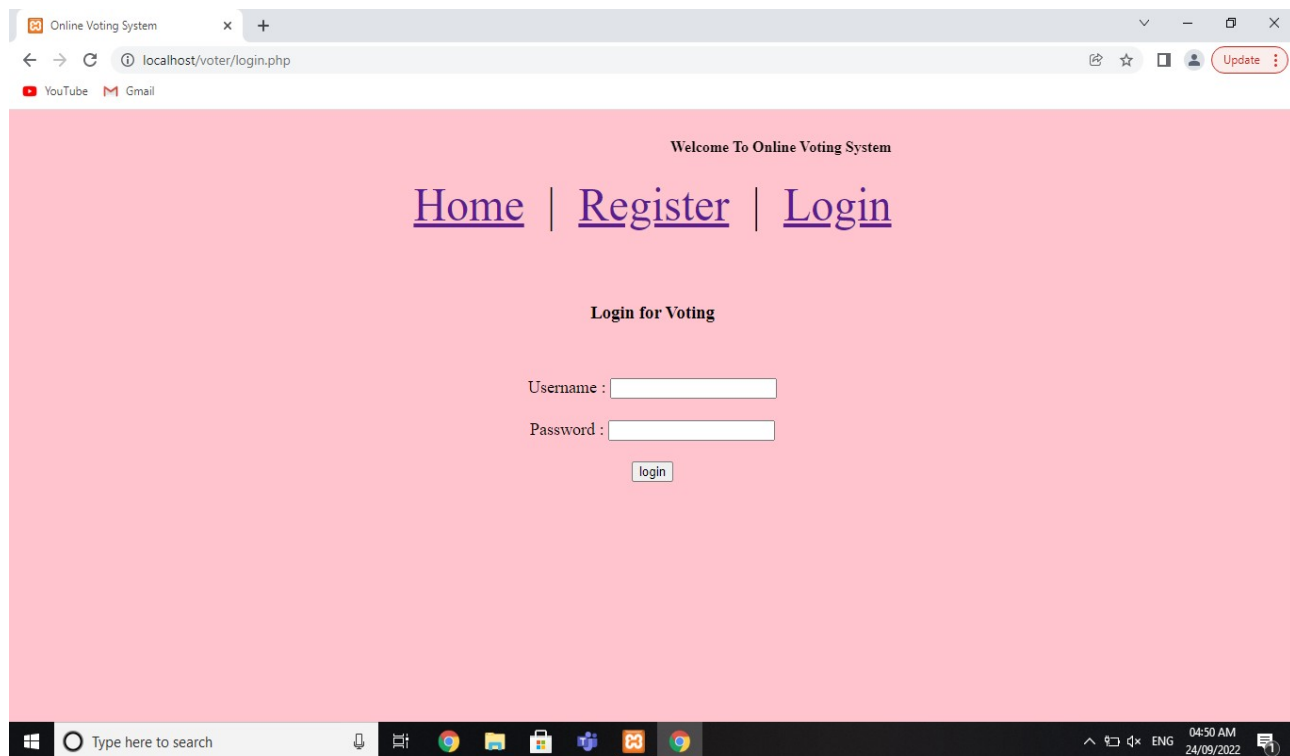 Online Voting System
localhost/voter/login.php
Update
YouTube Gmail
Welcome To Online Voting System
Home | Register | Login
Login for Voting
Username :
Password :
login
Type here to search
ENG
04:50 AM
24/09/2022
1